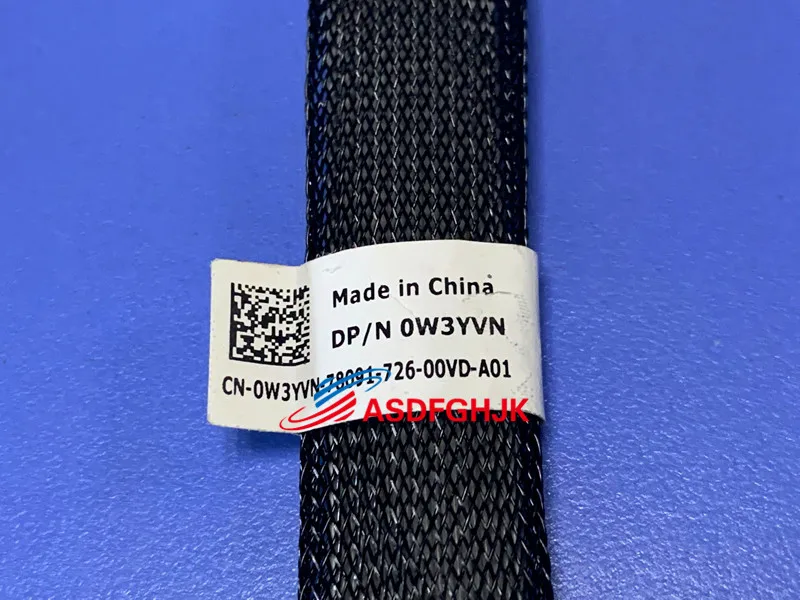 Made in China
DP/N 0W3YVN
CN-0W3YVN-78091-726-00VD-A01
ASDFGHJK